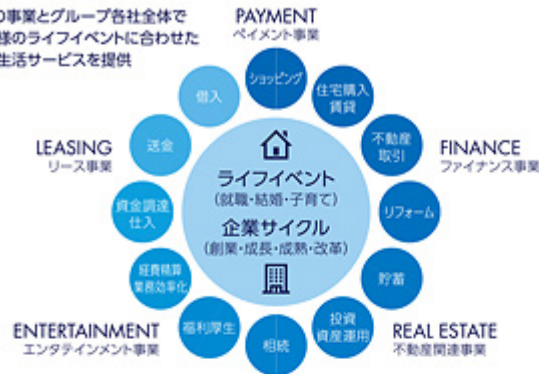 事業とグループ各社全体で
様のライフイベントに合わせた
生活サービスを提供
PAYMENT
ペイメント事業
ショッピング
住宅購入
賃貸
不動産
取引
FINANCE
ファイナンス事業
リフォーム
貯蓄
REAL ESTATE
不動産関連事業
投資
資産運用
相続
福利厚生
ENTERTAINMENT
エンタテインメント事業
経費精算
業務効率化
資金調達
仕入
LEASING
リース事業
送金
借入
ライフイベント
(就職・結婚・子育て)
企業サイクル
(創業・成長・成熟・改革)